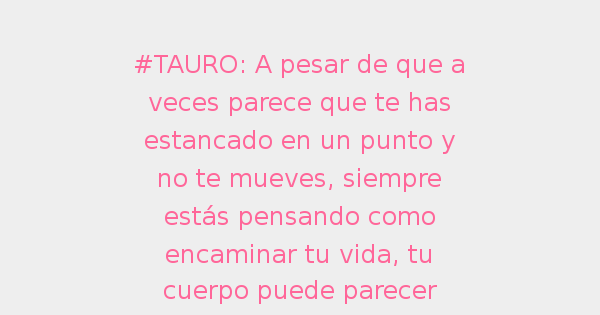 #TAURO: A pesar de que a
veces parece que te has
estancado en un punto y
no te mueves, siempre
estás pensando como
encaminar tu vida, tu
cuerpo puede parecer